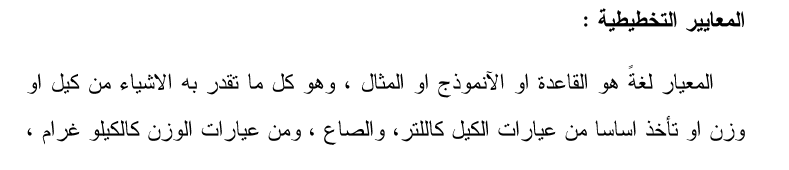 المعايير التخطيطية :
المعيار لغةً هو القاعدة او الآنموذج او المثال ، وهو كل ما تقدر به الاشياء من كيل او
وزن او تأخذ اساسا من عيارات الكيل كاللتر، والصاع ، ومن عيارات الوزن كالكيلو غرام ،